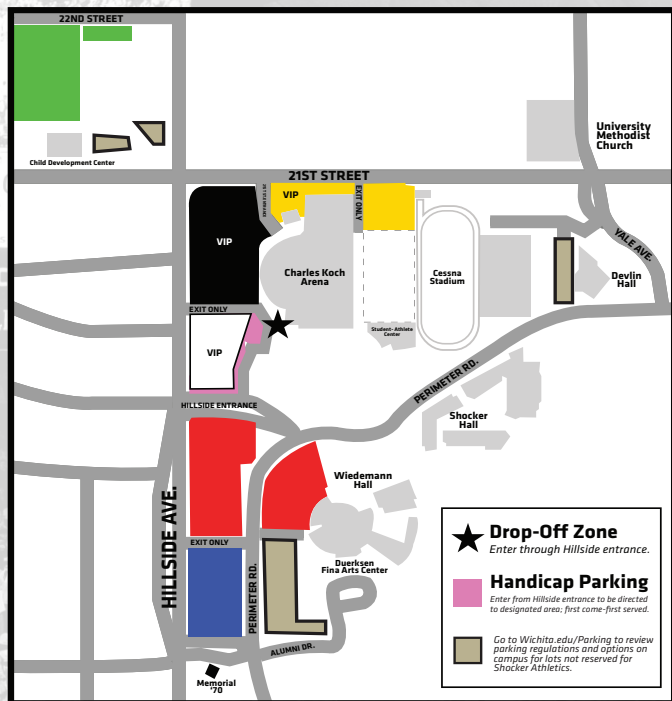 22ND STREET
Child Development Center
University
Methodist
Church
21ST STREET
VIP
EXIT ONLY
VIP
YALE AVE.
Charles Koch
Arena
Cessna
Stadium
Devlin
Hall
EXIT ONLY
Student- Athlete
Center
VIP
PERIMETER RD.
HILLSIDE ENTRANCE
Shocker
Hall
Wiedemann
Hall
HILLSIDE AVE.
EXIT ONLY
Duerksen
Fina Arts Center
PERIMETER RD.
ALUMNI DR.
Memorial
'70
Drop-Off Zone
Enter through Hillside entrance.
Handicap Parking
Enter from Hillside entrance to be directed
to designated area; first come-first served.
Go to Wichita.edu/Parking to review
parking regulations and options on
campus for lots not reserved for
Shocker Athletics.